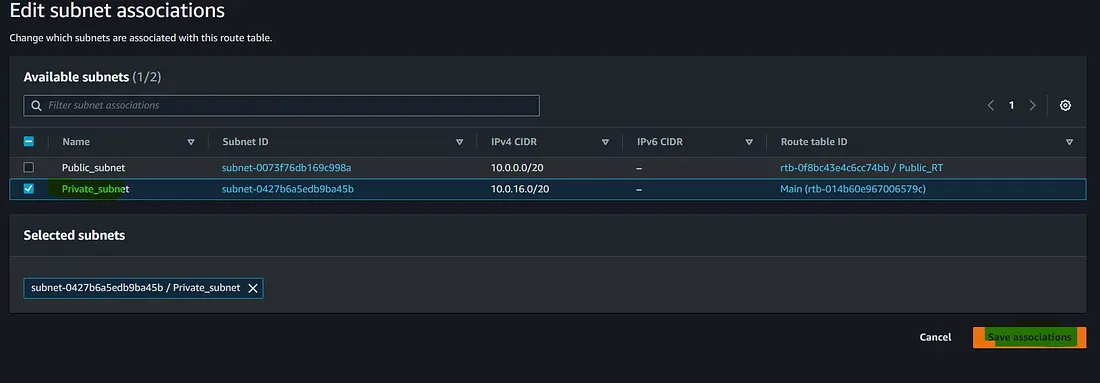 Edit subnet associations
Change which subnets are associated with this route table.
Available subnets (1/2)
Filter subnet associations
1
Name Subnet ID IPv4 CIDR IPv6 CIDR Route table ID
Public_subnet subnet-0073f76db169c998a 10.0.0.0/20 – rtb-0f8bc43e4c6cc74bb / Public_RT
Private_subnet subnet-0427b6a5edb9ba45b 10.0.16.0/20 – Main (rtb-014b60e967006579c)
Selected subnets
subnet-0427b6a5edb9ba45b / Private_subnet
Cancel Save associations